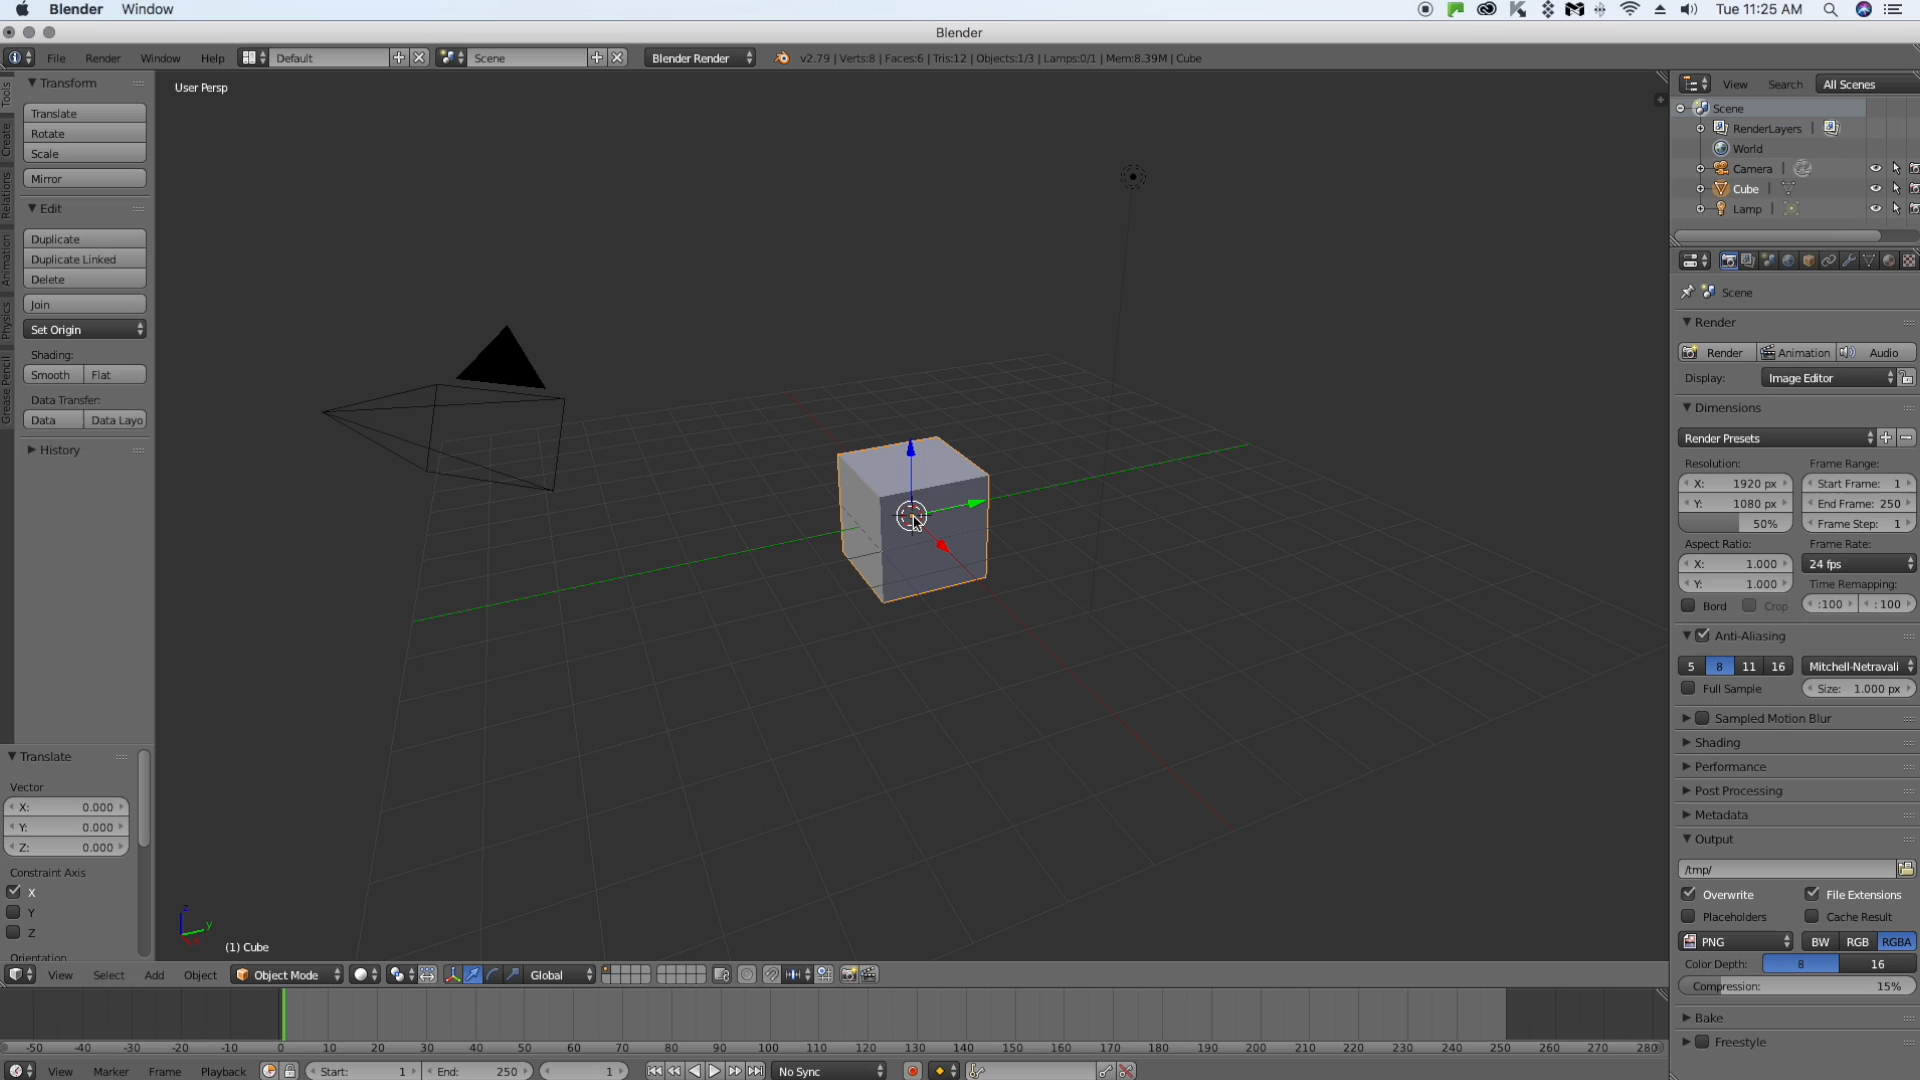 Blender Window Tue 11:25 AM
Blender
File Render Window Help Default Scene Blender Render v2.79 | Verts:8 | Faces:6 | Tris:12 | Objects:1/3 | Lamps:0/1 | Mem:8.39M | Cube
Tools
Create
Relations
Animation
Physics
Grease Pencil
Transform
Translate
Rotate
Scale
Mirror
Edit
Duplicate
Duplicate Linked
Delete
Join
Set Origin
Shading:
Smooth Flat
Data Transfer:
Data Data Layo
History
Translate
Vector
X: 0.000
Y: 0.000
Z: 0.000
Constraint Axis
X
Y
Z
Orientation
User Persp
z
y
x
(1) Cube
View Search All Scenes
Scene
RenderLayers |
World
Camera |
Cube |
Lamp |
Scene
Render
Render Animation Audio
Display: Image Editor
Dimensions
Render Presets
Resolution: Frame Range:
X: 1920 px Start Frame: 1
Y: 1080 px End Frame: 250
50% Frame Step: 1
Aspect Ratio: Frame Rate:
X: 1.000 24 fps
Y: 1.000 Time Remapping:
Bord Crop :100 : 100
Anti-Aliasing
5 8 11 16 Mitchell-Netravali
Full Sample Size: 1.000 px
Sampled Motion Blur
Shading
Performance
Post Processing
Metadata
Output
/tmp/
Overwrite File Extensions
Placeholders Cache Result
PNG BW RGB RGBA
Color Depth: 8 16
Compression: 15%
Bake
Freestyle
View Select Add Object Object Mode Global
-50 -40 -30 -20 -10 0 10 20 30 40 50 60 70 80 90 100 110 120 130 140 150 160 170 180 190 200 210 220 230 240 250 260 270 280
View Marker Frame Playback Start: 1 End: 250 1 No Sync